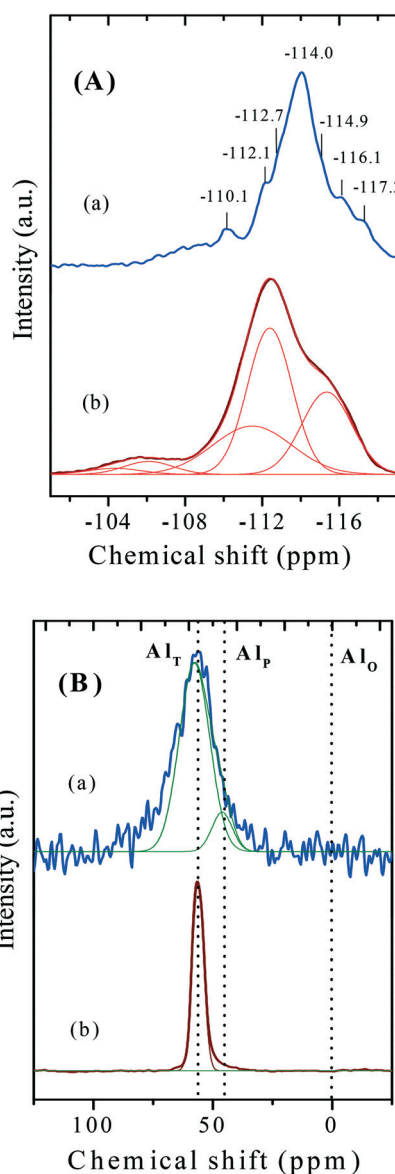 (A)
-114.0
-112.7
-114.9
-112.1
-116.1
-110.1
(a)
(b)
Intensity (a.u.)
-104 -108 -112 -116
Chemical shift (ppm)
Al_T Al_P Al_O
(B)
(a)
(b)
Intensity (a.u.)
100 50 0
Chemical shift (ppm)